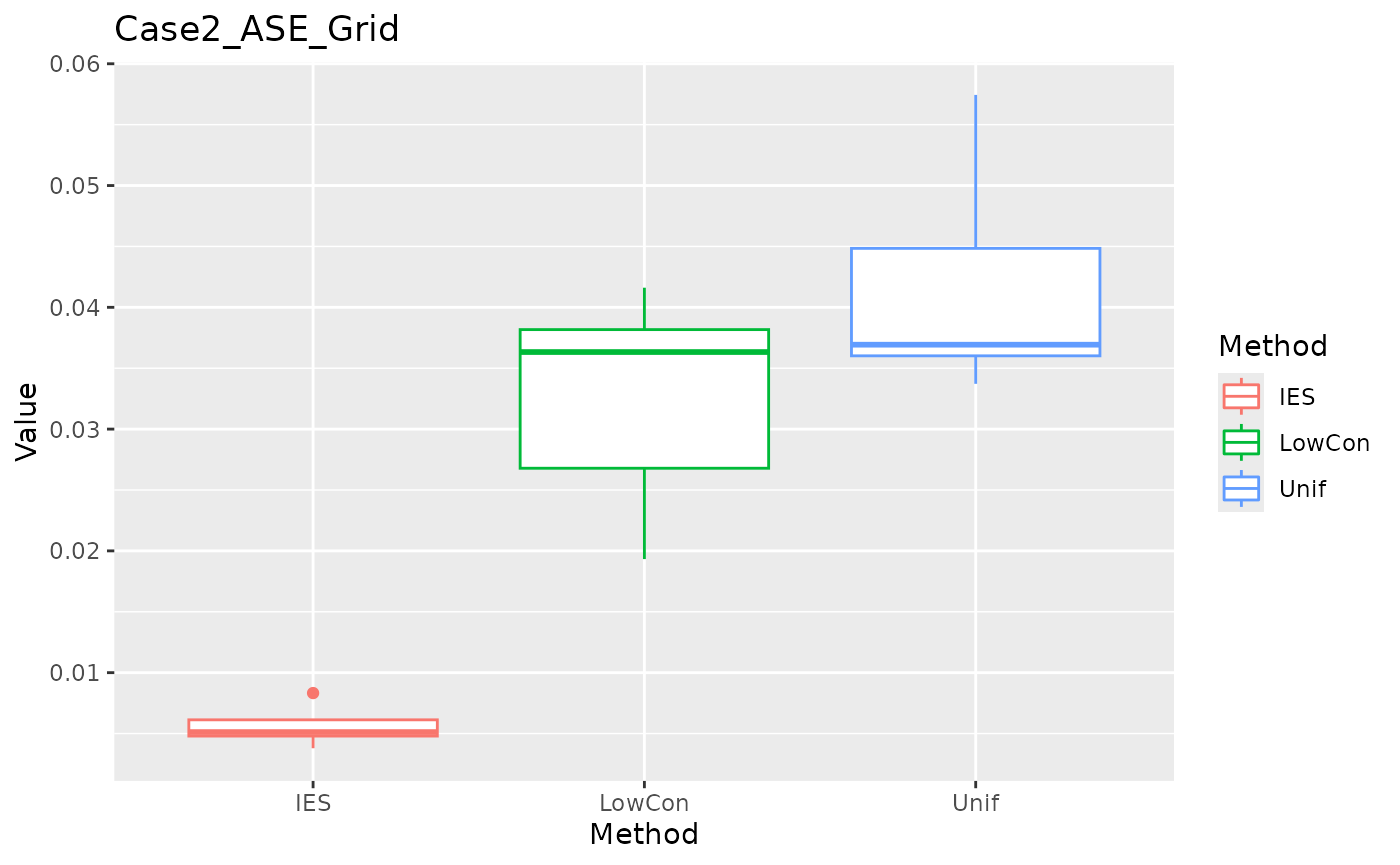 Case2_ASE_Grid
0.06
0.05
0.04
0.03
0.02
0.01
Value
IES
LowCon
Unif
Method
Method
IES
LowCon
Unif